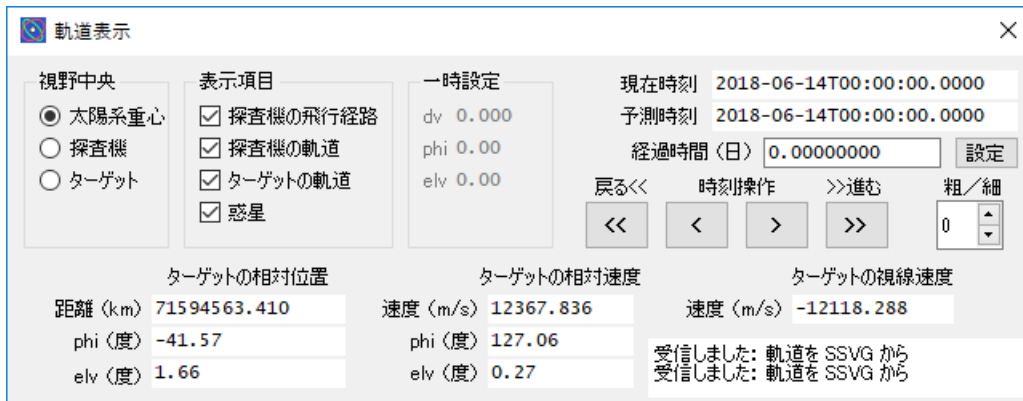 軌道表示
視野中央
太陽系重心
探査機
ターゲット
表示項目
探査機の飛行経路
探査機の軌道
ターゲットの軌道
惑星
一時設定
dv 0.000
phi 0.00
elv 0.00
現在時刻 2018-06-14T00:00:00.0000
予測時刻 2018-06-14T00:00:00.0000
経過時間（日） 0.00000000 設定
戻る<< 時刻操作 >>進む 粗／細
<< < > >> 0
ターゲットの相対位置
距離（km） 71594563.410
phi（度） -41.57
elv（度） 1.66
ターゲットの相対速度
速度（m/s） 12367.836
phi（度） 127.06
elv（度） 0.27
ターゲットの視線速度
速度（m/s） -12118.288
受信しました: 軌道を SSVG から
受信しました: 軌道を SSVG から